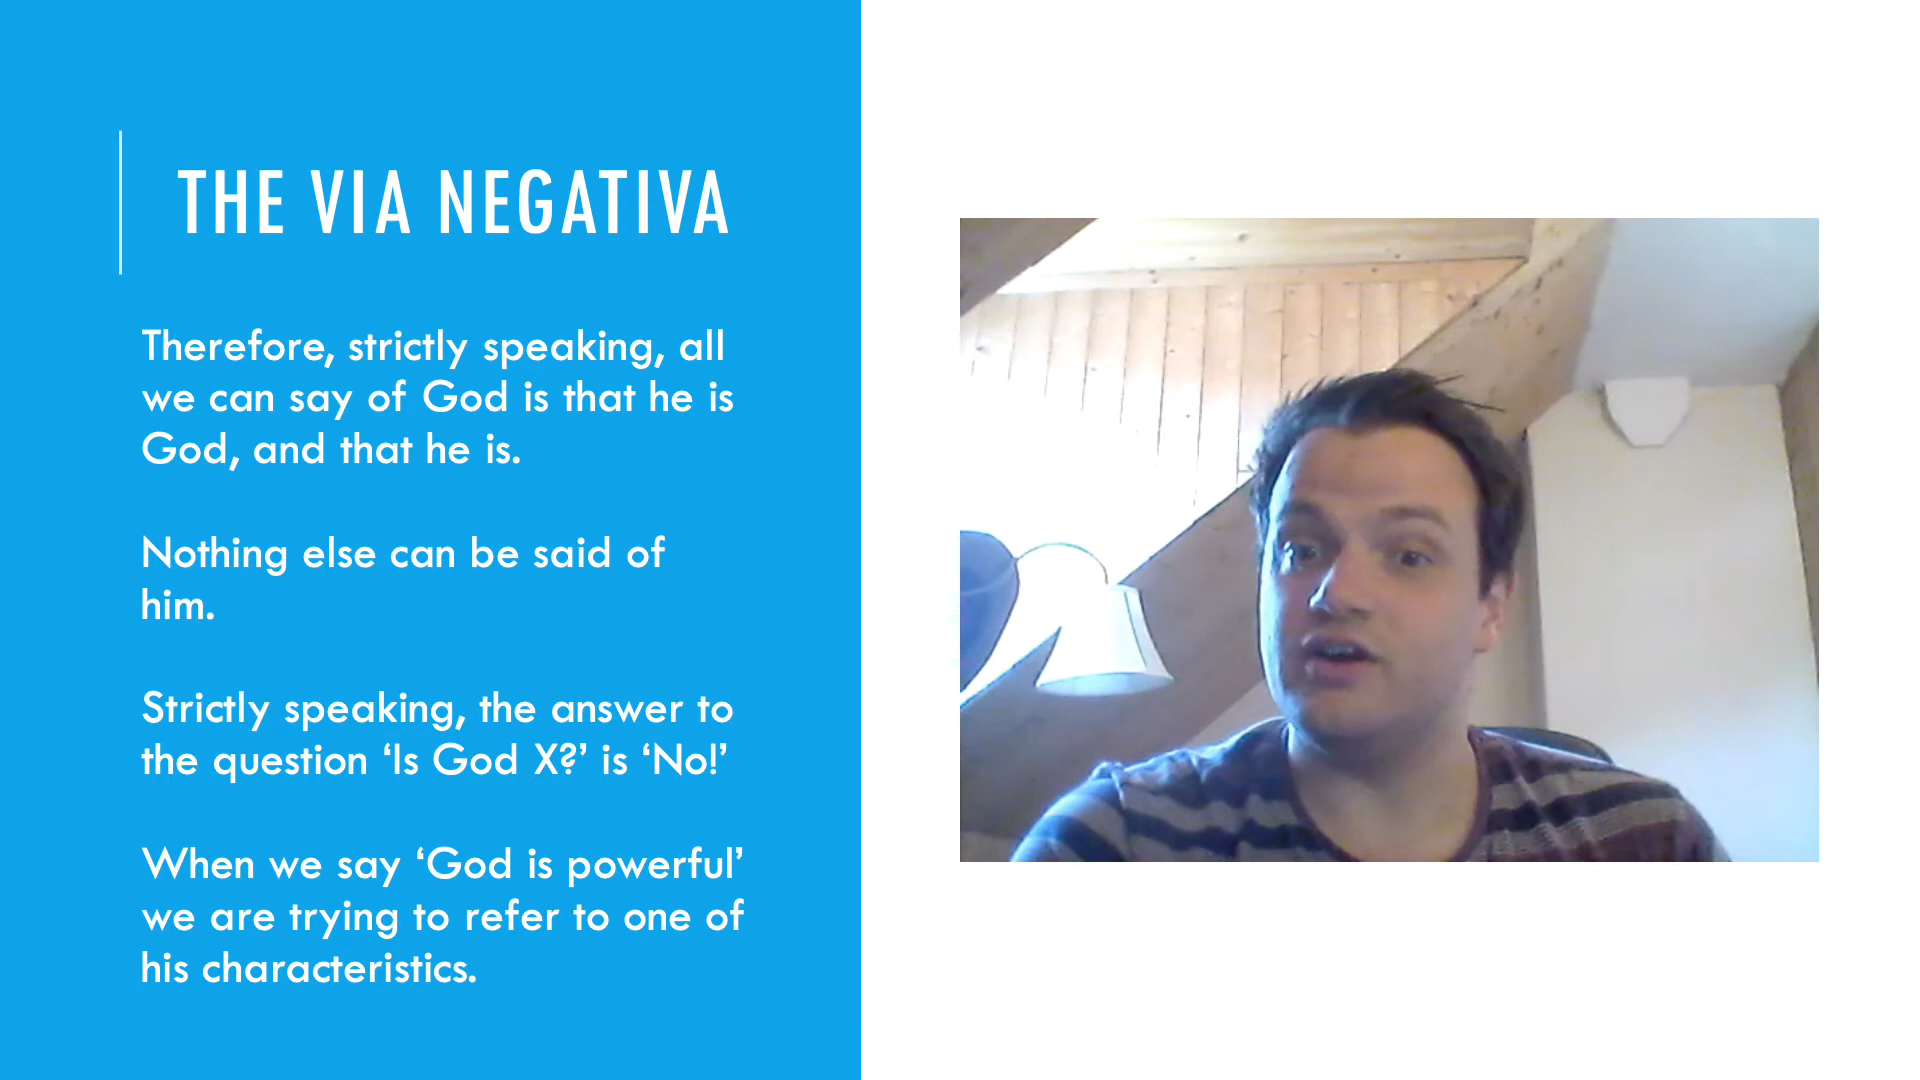 THE VIA NEGATIVA
Therefore, strictly speaking, all
we can say of God is that he is
God, and that he is.
Nothing else can be said of
him.
Strictly speaking, the answer to
the question ‘Is God X?’ is ‘No!’
When we say ‘God is powerful’
we are trying to refer to one of
his characteristics.